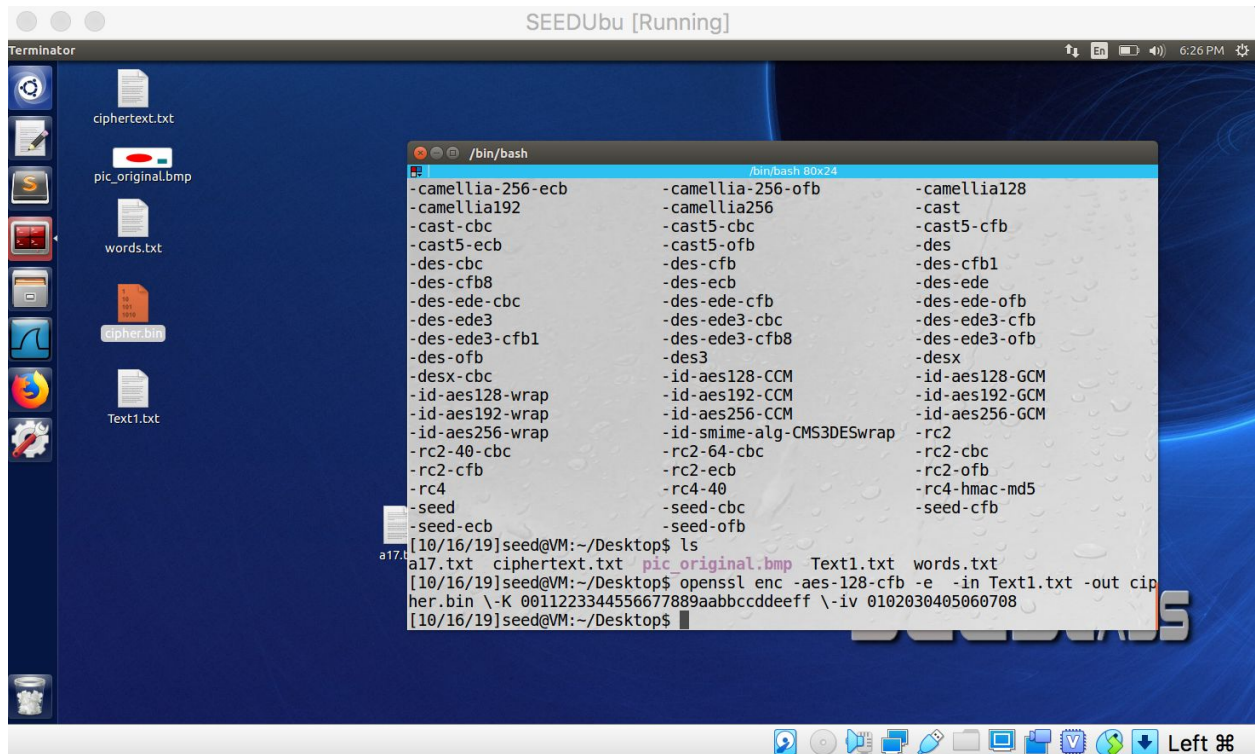 SEEDUbu [Running]
Terminator
En
6:26 PM
ciphertext.txt
pic_original.bmp
words.txt
1
10
101
1010
cipher.bin
Text1.txt
/bin/bash
/bin/bash 80x24
-camellia-256-ecb -camellia-256-ofb -camellia128
-camellia192 -camellia256 -cast
-cast-cbc -cast5-cbc -cast5-cfb
-cast5-ecb -cast5-ofb -des
-des-cbc -des-cfb -des-cfb1
-des-cfb8 -des-ecb -des-ede
-des-ede-cbc -des-ede-cfb -des-ede-ofb
-des-ede3 -des-ede3-cbc -des-ede3-cfb
-des-ede3-cfb1 -des-ede3-cfb8 -des-ede3-ofb
-des-ofb -des3 -desx
-desx-cbc -id-aes128-CCM -id-aes128-GCM
-id-aes128-wrap -id-aes192-CCM -id-aes192-GCM
-id-aes192-wrap -id-aes256-CCM -id-aes256-GCM
-id-aes256-wrap -id-smime-alg-CMS3DESwrap -rc2
-rc2-40-cbc -rc2-64-cbc -rc2-cbc
-rc2-cfb -rc2-ecb -rc2-ofb
-rc4 -rc4-40 -rc4-hmac-md5
-seed -seed-cbc -seed-cfb
-seed-ecb -seed-ofb
[10/16/19]seed@VM:~/Desktop$ ls
a17.txt ciphertext.txt pic_original.bmp Text1.txt words.txt
[10/16/19]seed@VM:~/Desktop$ openssl enc -aes-128-cfb -e  -in Text1.txt -out cip
her.bin \-K 00112233445566778899aabbccddeeff \-iv 0102030405060708
[10/16/19]seed@VM:~/Desktop$
a17.t
Left ⌘